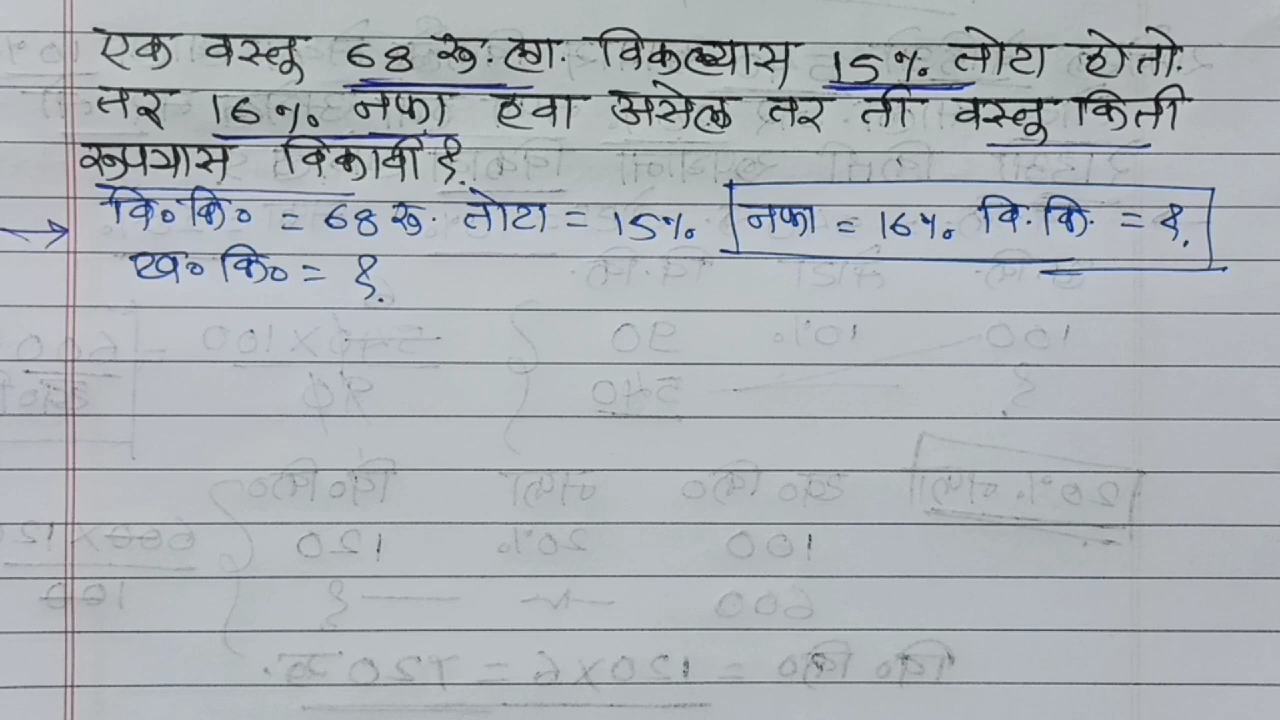 एक वस्तू 68 रू. ला. विकल्यास 15% तोटा होतो.
तर 16% नफा हवा असेल तर ती वस्तू किती
रूपयास विकावी ?
→ वि० कि० = 68 रू. तोटा = 15% नफा = 16% वि. कि. = ?
ख० कि० = ?